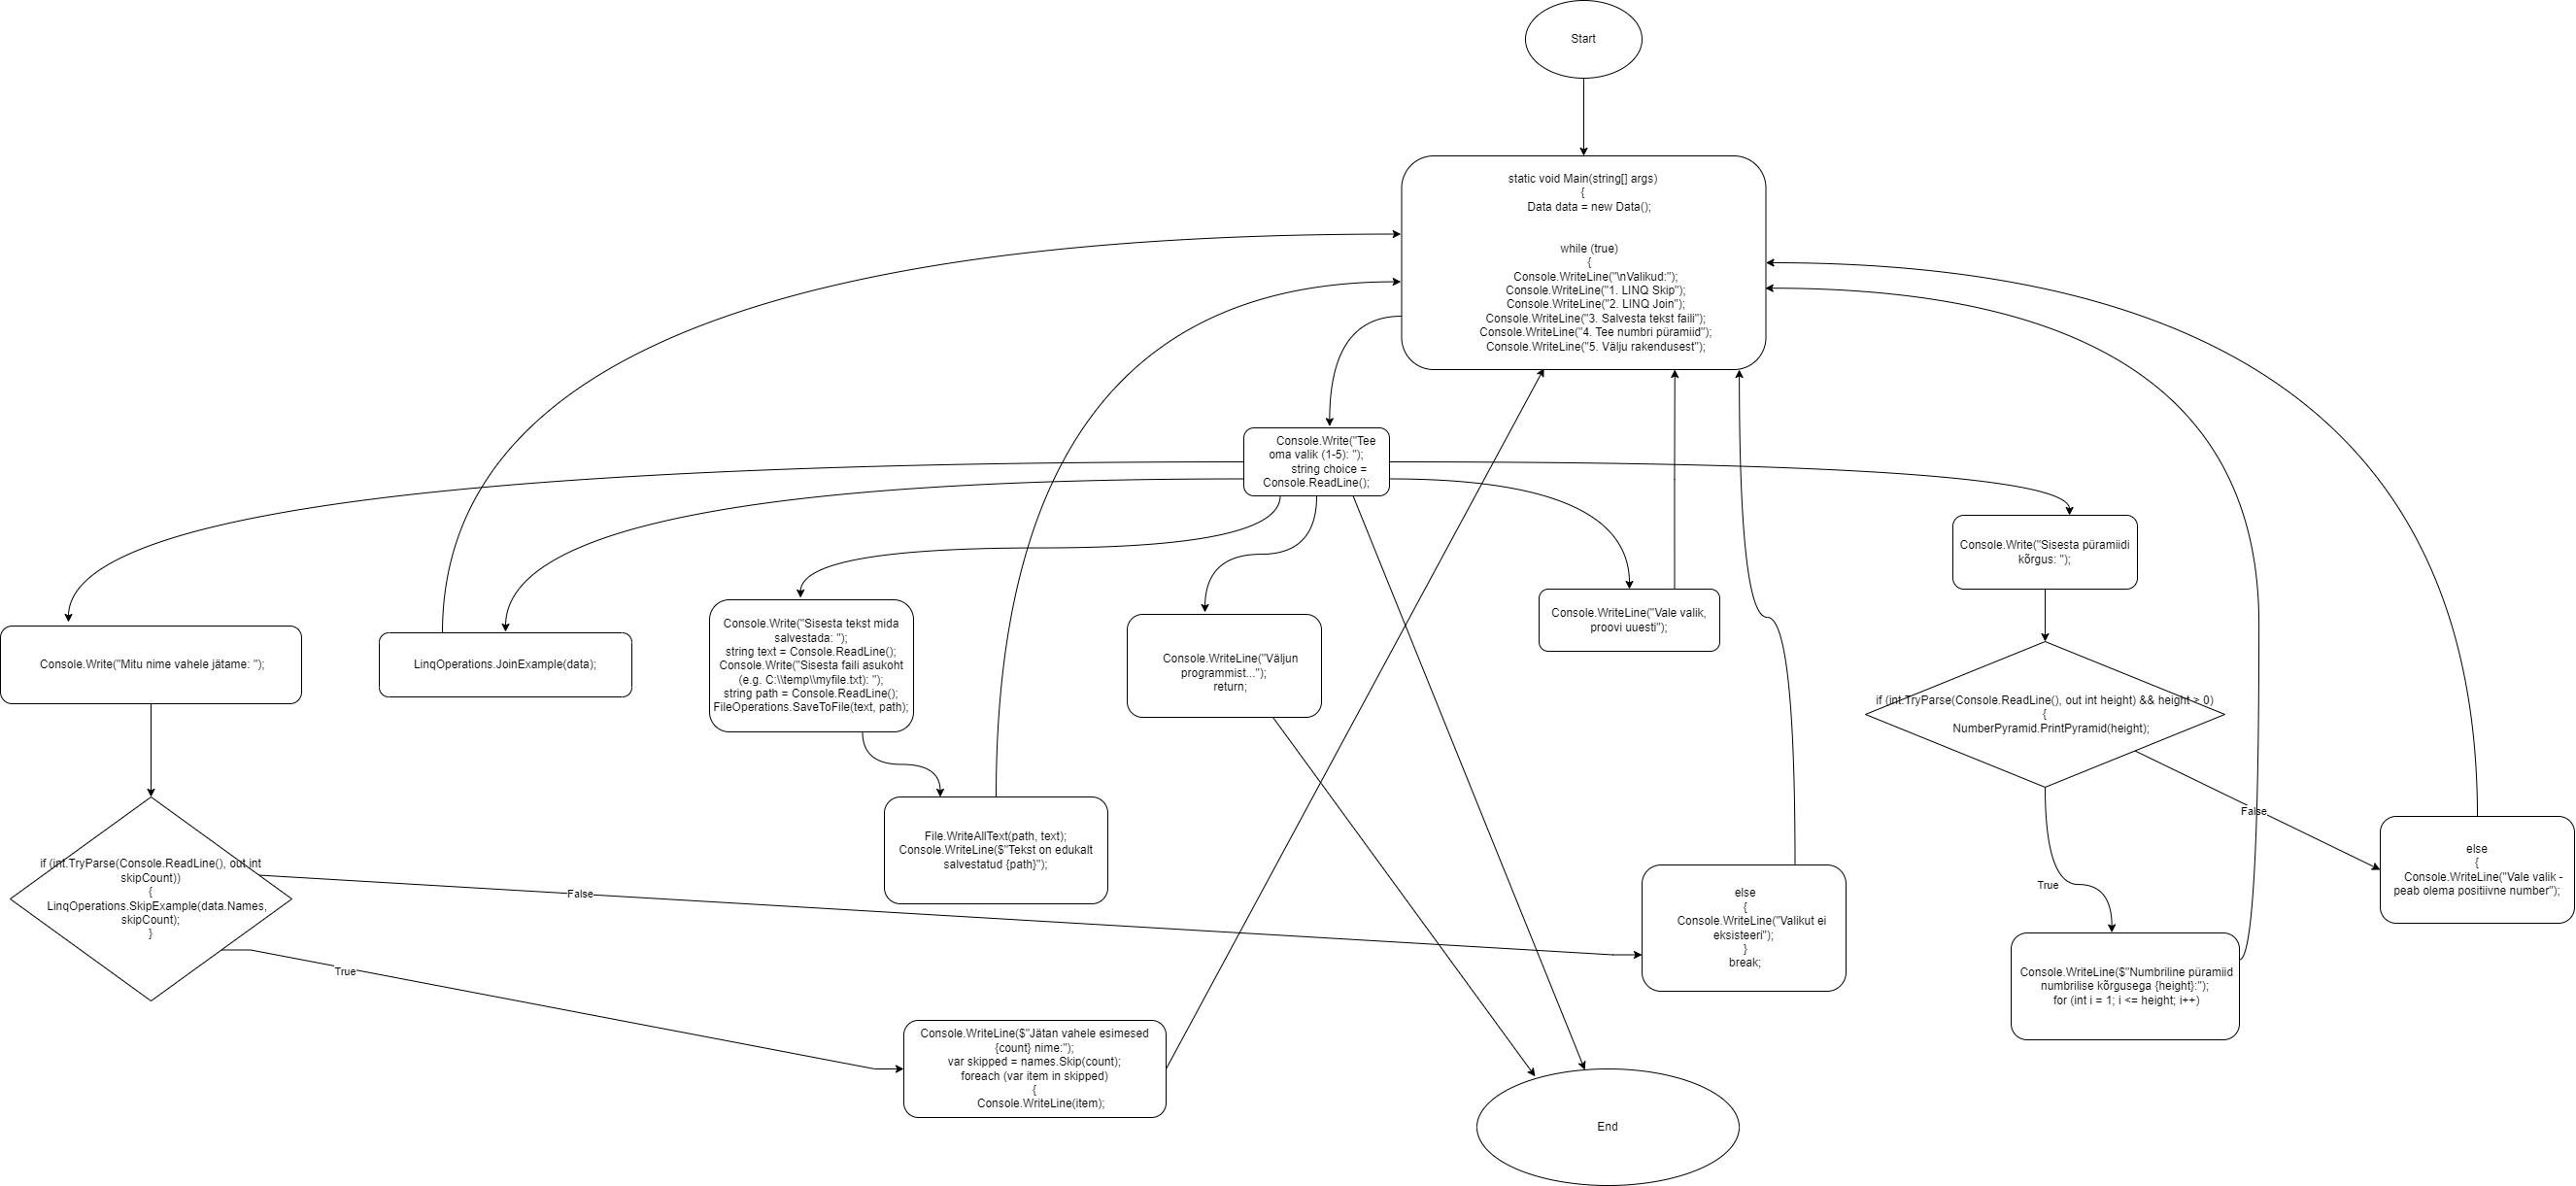 Start
static void Main(string[] args)
{
Data data = new Data();
while (true)
{
Console.WriteLine("\nValikud:");
Console.WriteLine("1. LINQ Skip");
Console.WriteLine("2. LINQ Join");
Console.WriteLine("3. Salvesta tekst faili");
Console.WriteLine("4. Tee numbri püramiid");
Console.WriteLine("5. Välju rakendusest");
Console.Write("Tee
oma valik (1-5): ");
string choice =
Console.ReadLine();
Console.Write("Mitu nime vahele jätame: ");
LinqOperations.JoinExample(data);
Console.Write("Sisesta tekst mida
salvestada: ");
string text = Console.ReadLine();
Console.Write("Sisesta faili asukoht
(e.g. C:\\temp\\myfile.txt): ");
string path = Console.ReadLine();
FileOperations.SaveToFile(text, path);
Console.WriteLine("Väljun
programmist...");
return;
Console.WriteLine("Vale valik,
proovi uuesti");
Console.Write("Sisesta püramiidi
kõrgus: ");
if (int.TryParse(Console.ReadLine(), out int height) && height > 0)
{
NumberPyramid.PrintPyramid(height);
False
True
else
{
Console.WriteLine("Vale valik -
peab olema positiivne number");
File.WriteAllText(path, text);
Console.WriteLine($"Tekst on edukalt
salvestatud {path}");
if (int.TryParse(Console.ReadLine(), out int
skipCount))
{
LinqOperations.SkipExample(data.Names,
skipCount);
}
False
True
else
{
Console.WriteLine("Valikut ei
eksisteeri");
}
break;
Console.WriteLine($"Numbriline püramiid
numbrilise kõrgusega {height}:");
for (int i = 1; i <= height; i++)
Console.WriteLine($"Jätan vahele esimesed
{count} nime:");
var skipped = names.Skip(count);
foreach (var item in skipped)
{
Console.WriteLine(item);
End